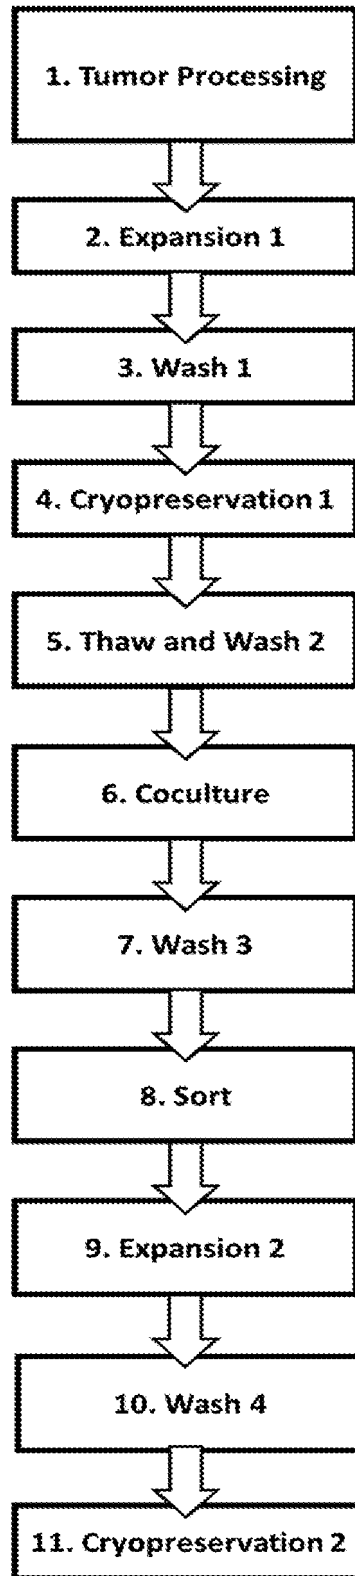 1. Tumor Processing
2. Expansion 1
3. Wash 1
4. Cryopreservation 1
5. Thaw and Wash 2
6. Coculture
7. Wash 3
8. Sort
9. Expansion 2
10. Wash 4
11. Cryopreservation 2